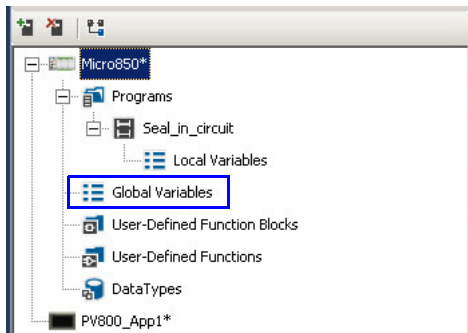 Micro850*
Programs
Seal_in_circuit
Local Variables
Global Variables
User-Defined Function Blocks
User-Defined Functions
DataTypes
PV800_App1*